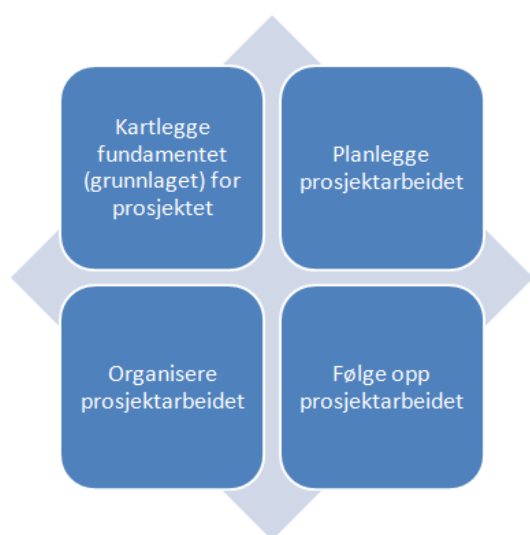 Kartlegge
fundamentet
(grunnlaget) for
prosjektet
Planlegge
prosjektarbeidet
Organisere
prosjektarbeidet
Følge opp
prosjektarbeidet